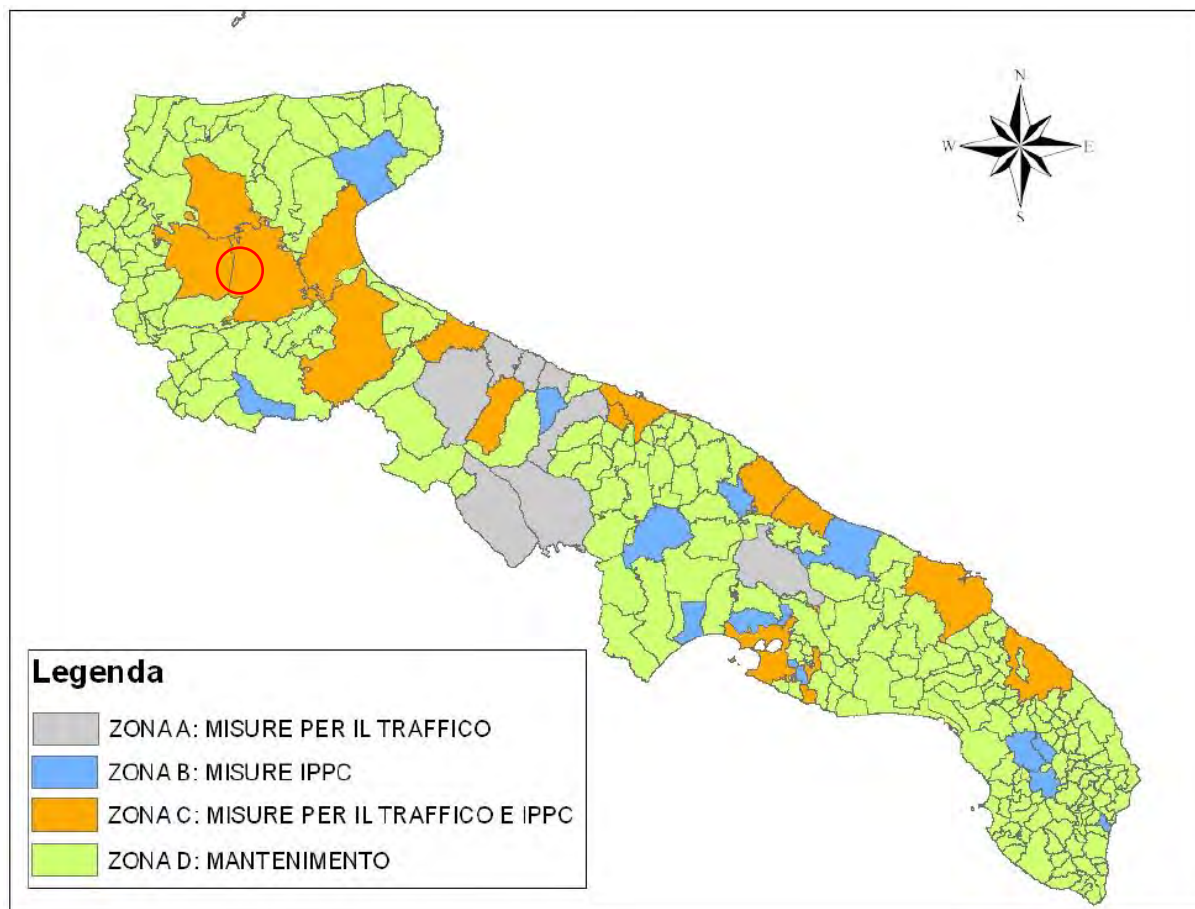 N
W E
S
Legenda
ZONA A: MISURE PER IL TRAFFICO
ZONA B: MISURE IPPC
ZONA C: MISURE PER IL TRAFFICO E IPPC
ZONA D: MANTENIMENTO